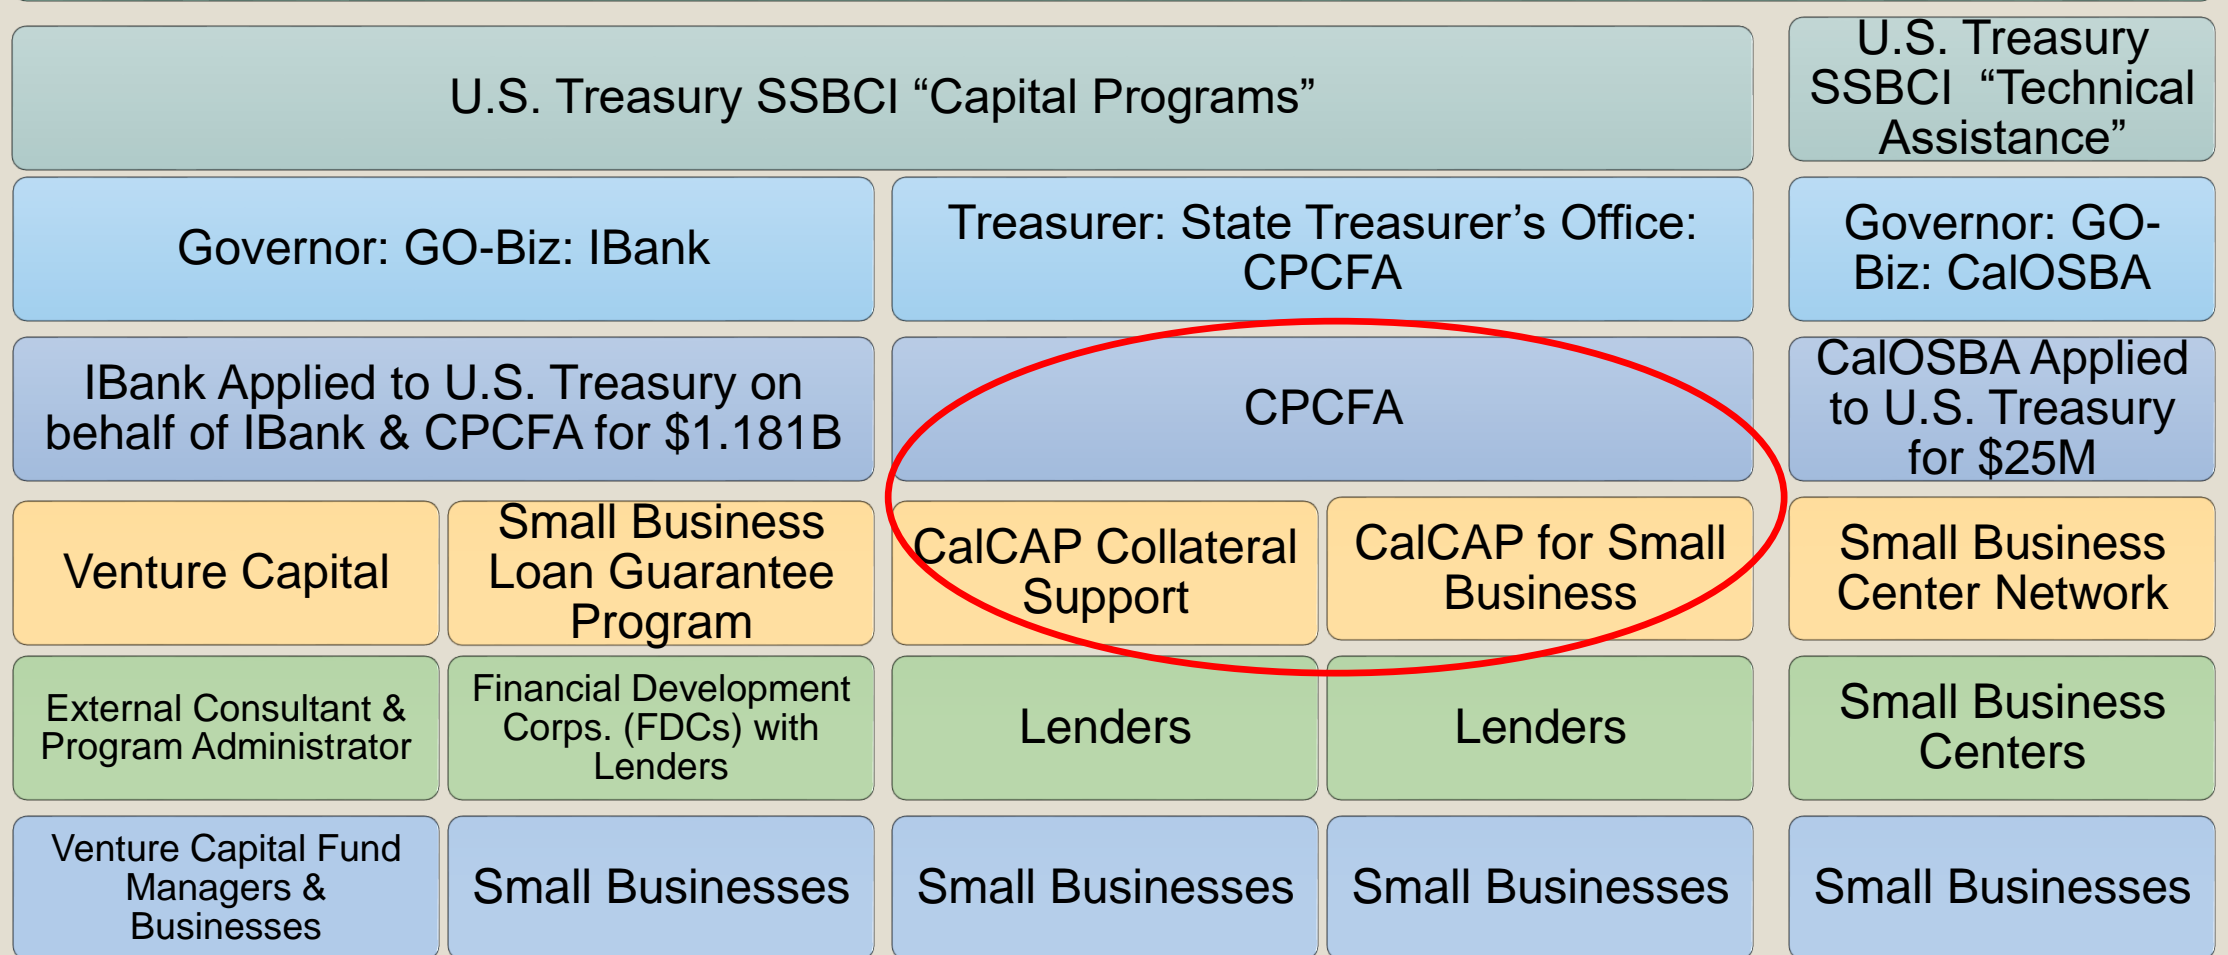 U.S. Treasury SSBCI “Capital Programs”
U.S. Treasury
SSBCI “Technical
Assistance”
Governor: GO-Biz: IBank
Treasurer: State Treasurer’s Office:
CPCFA
Governor: GO-
Biz: CalOSBA
IBank Applied to U.S. Treasury on
behalf of IBank & CPCFA for $1.181B
CPCFA
CalOSBA Applied
to U.S. Treasury
for $25M
Venture Capital
Small Business
Loan Guarantee
Program
CalCAP Collateral
Support
CalCAP for Small
Business
Small Business
Center Network
External Consultant &
Program Administrator
Financial Development
Corps. (FDCs) with
Lenders
Lenders
Lenders
Small Business
Centers
Venture Capital Fund
Managers &
Businesses
Small Businesses
Small Businesses
Small Businesses
Small Businesses